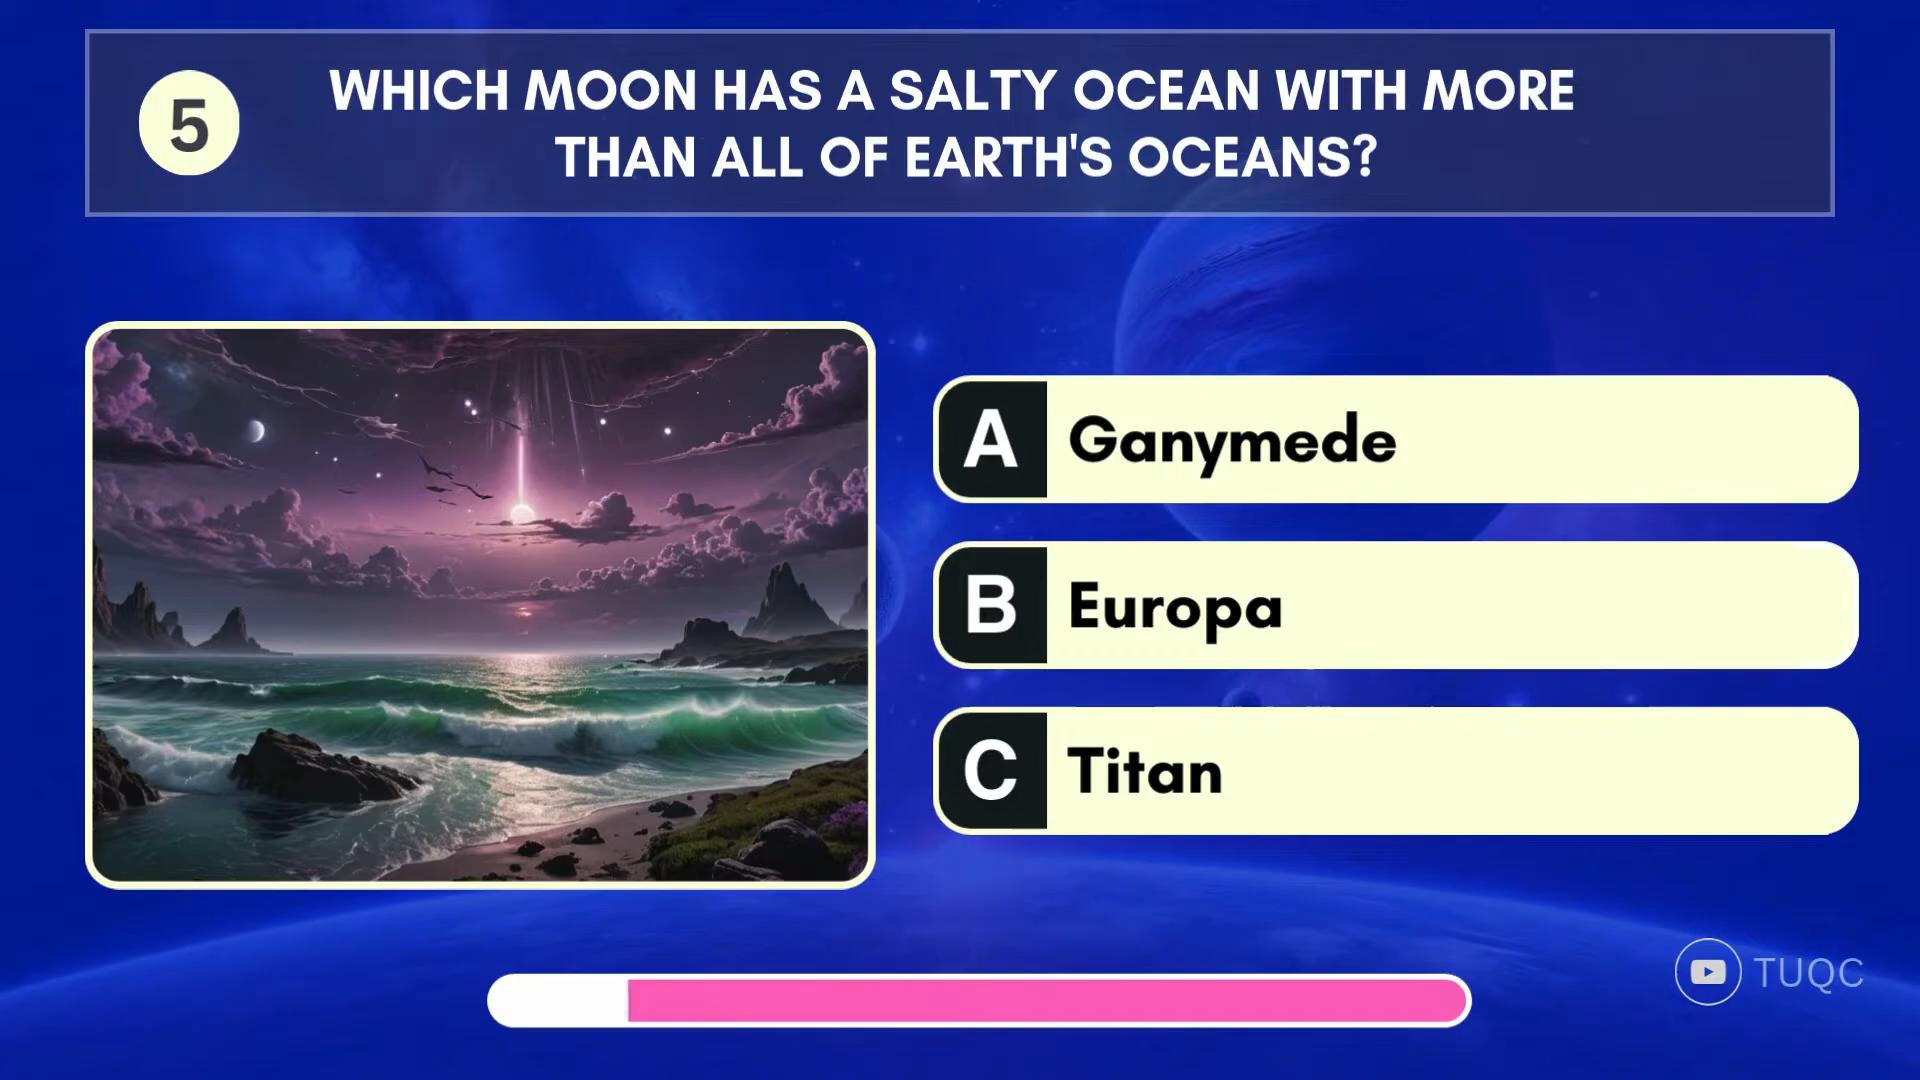 5
WHICH MOON HAS A SALTY OCEAN WITH MORE
THAN ALL OF EARTH'S OCEANS?
A Ganymede
B Europa
C Titan
TUQC